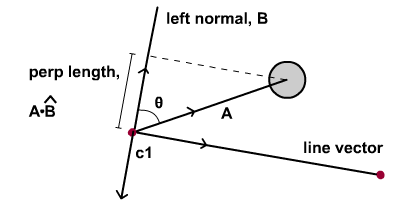 left normal, B
perp length,
A•B̂
θ
A
c1
line vector